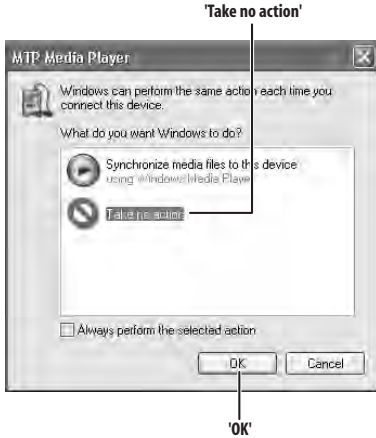 'Take no action'
MTP Media Player
Windows can perform the same action each time you
connect this device.
What do you want Windows to do?
Synchronize media files to this device
using Windows Media Player
Take no action
Always perform the selected action
OK
Cancel
'OK'